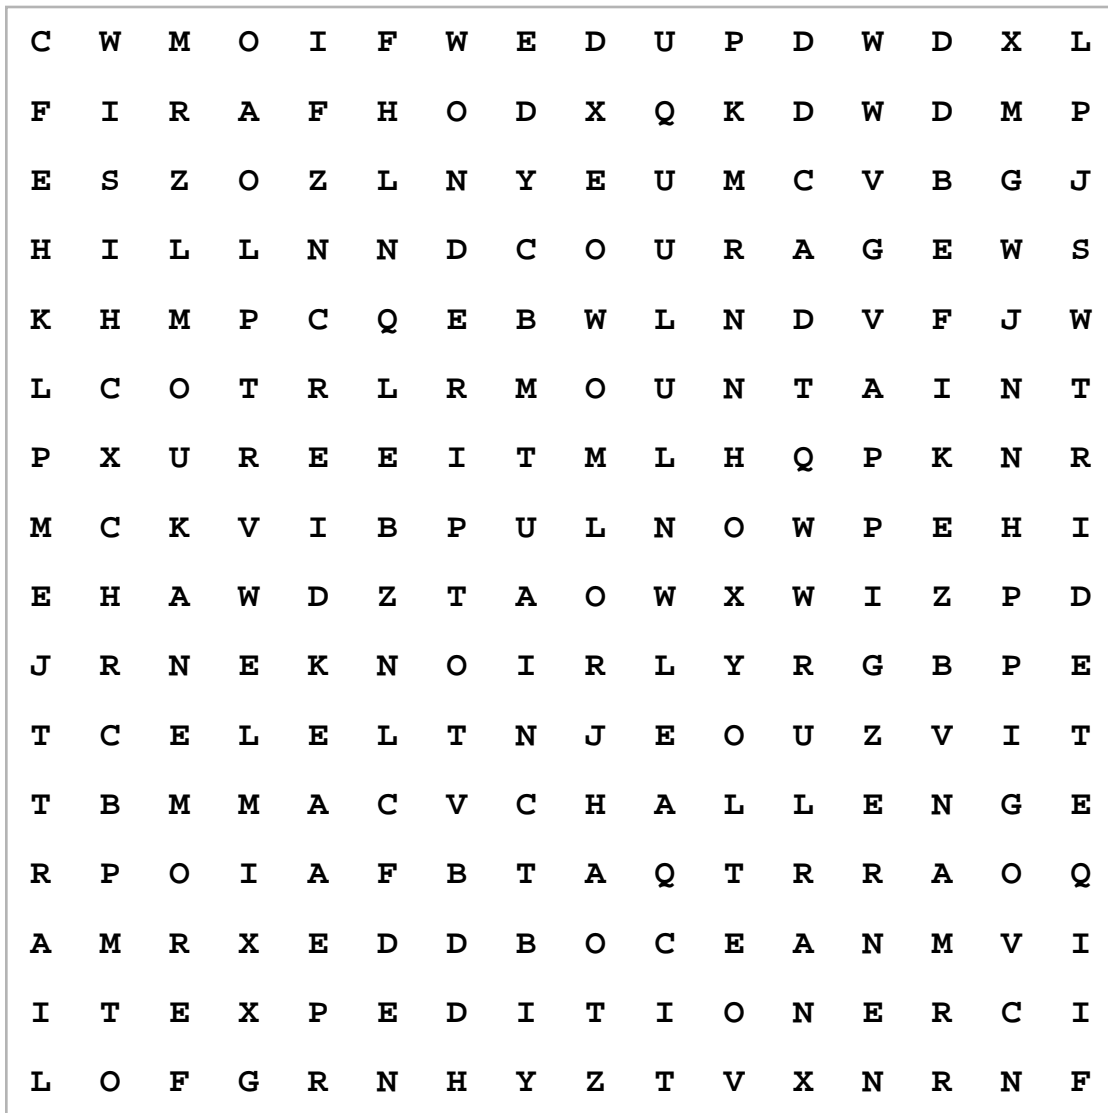 C W M O I F W E D U P D W D X L
F I R A F H O D X Q K D W D M P
E S Z O Z L N Y E U M C V B G J
H I L L N N D C O U R A G E W S
K H M P C Q E B W L N D V F J W
L C O T R L R M O U N T A I N T
P X U R E E I T M L H Q P K N R
M C K V I B P U L N O W P E H I
E H A W D Z T A O W X W I Z P D
J R N E K N O I R L Y R G B P E
T C E L E L T N J E O U Z V I T
T B M M A C V C H A L L E N G E
R P O I A F B T A Q T R R A O Q
A M R X E D D B O C E A N M V I
I T E X P E D I T I O N E R C I
L O F G R N H Y Z T V X N R N F